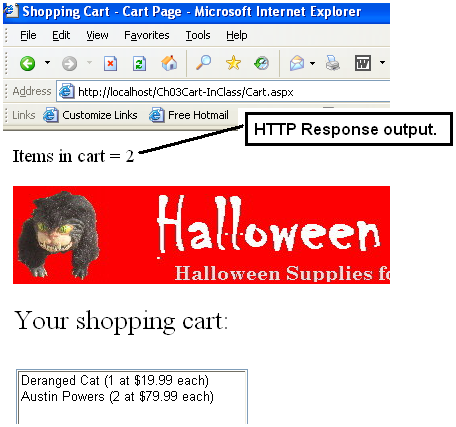 Shopping Cart - Cart Page - Microsoft Internet Explorer
File Edit View Favorites Tools Help
Address http://localhost/Ch03Cart-InClass/Cart.aspx
Links Customize Links Free Hotmail
HTTP Response output.
Items in cart = 2
Halloween
Halloween Supplies fo
Your shopping cart:
Deranged Cat (1 at $19.99 each)
Austin Powers (2 at $79.99 each)